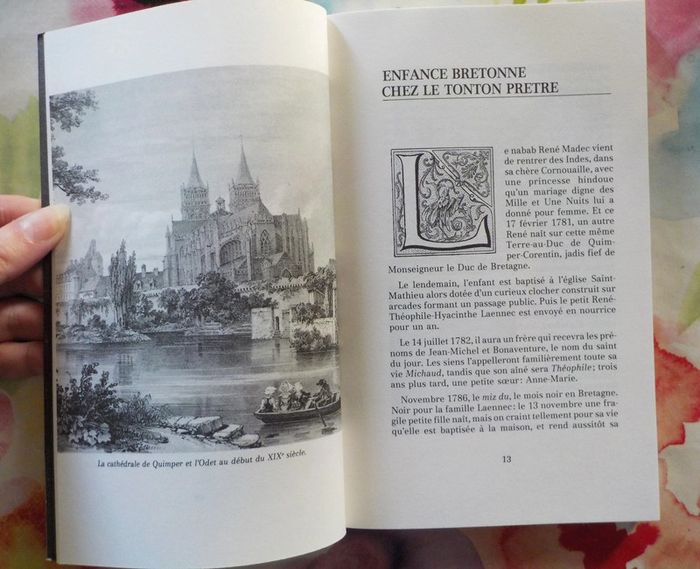 La cathédrale de Quimper et l'Odet au début du XIXe siècle.
ENFANCE BRETONNE
CHEZ LE TONTON PRETRE
Le nabab René Madec vient
de rentrer des Indes, dans
sa chère Cornouaille, avec
une princesse hindoue
qu'un mariage digne des
Mille et Une Nuits lui a
donné pour femme. Et ce
17 février 1781, un autre
René naît sur cette même
Terre-au-Duc de Quim-
per-Corentin, jadis fief de
Monseigneur le Duc de Bretagne.
Le lendemain, l'enfant est baptisé à l'église Saint-
Mathieu alors dotée d'un curieux clocher construit sur
arcades formant un passage public. Puis le petit René-
Théophile-Hyacinthe Laennec est envoyé en nourrice
pour un an.
Le 14 juillet 1782, il aura un frère qui recevra les pré-
noms de Jean-Michel et Bonaventure, le nom du saint
du jour. Les siens l'appelleront familièrement toute sa
vie Michaud, tandis que son aîné sera Théophile; trois
ans plus tard, une petite sœur: Anne-Marie.
Novembre 1786, le miz du, le mois noir en Bretagne.
Noir pour la famille Laennec: le 13 novembre une fra-
gile petite fille naît, mais on craint tellement pour sa vie
qu'elle est baptisée à la maison, et rend aussitôt sa
13